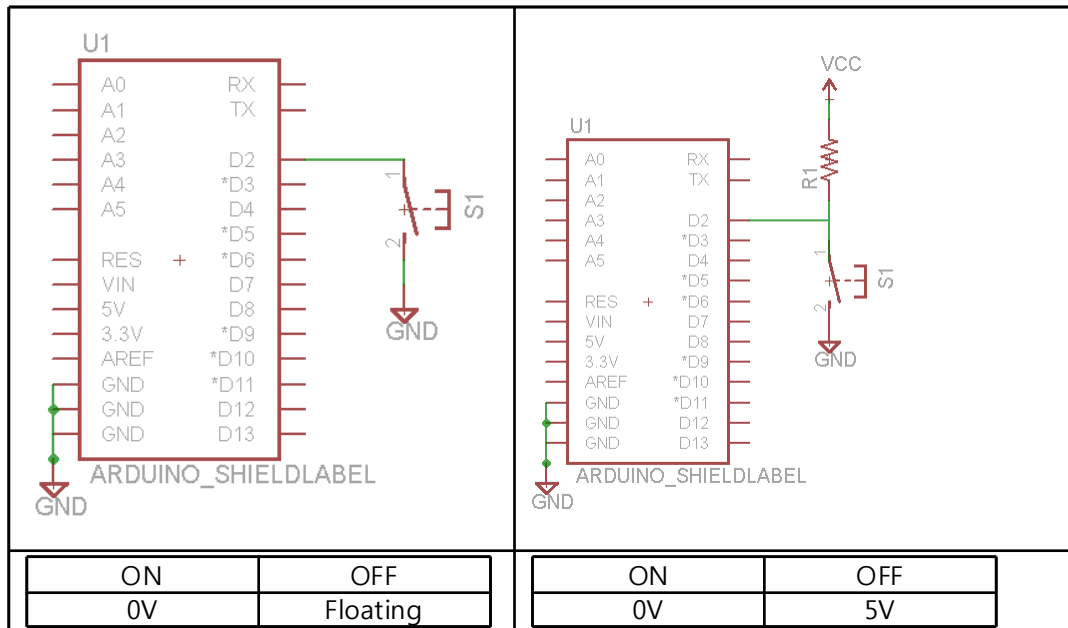 U1
A0 RX
A1 TX
A2
A3 D2
A4 *D3
A5 D4
*D5
RES *D6
VIN D7
5V D8
3.3V *D9
AREF *D10
GND *D11
GND D12
GND D13
ARDUINO_SHIELDLABEL
GND
1
2
S1
GND
ON OFF
0V Floating
VCC
R1
U1
A0 RX
A1 TX
A2
A3 D2
A4 *D3
A5 D4
*D5
RES *D6
VIN D7
5V D8
3.3V *D9
AREF *D10
GND *D11
GND D12
GND D13
ARDUINO_SHIELDLABEL
GND
1
2
S1
GND
ON OFF
0V 5V